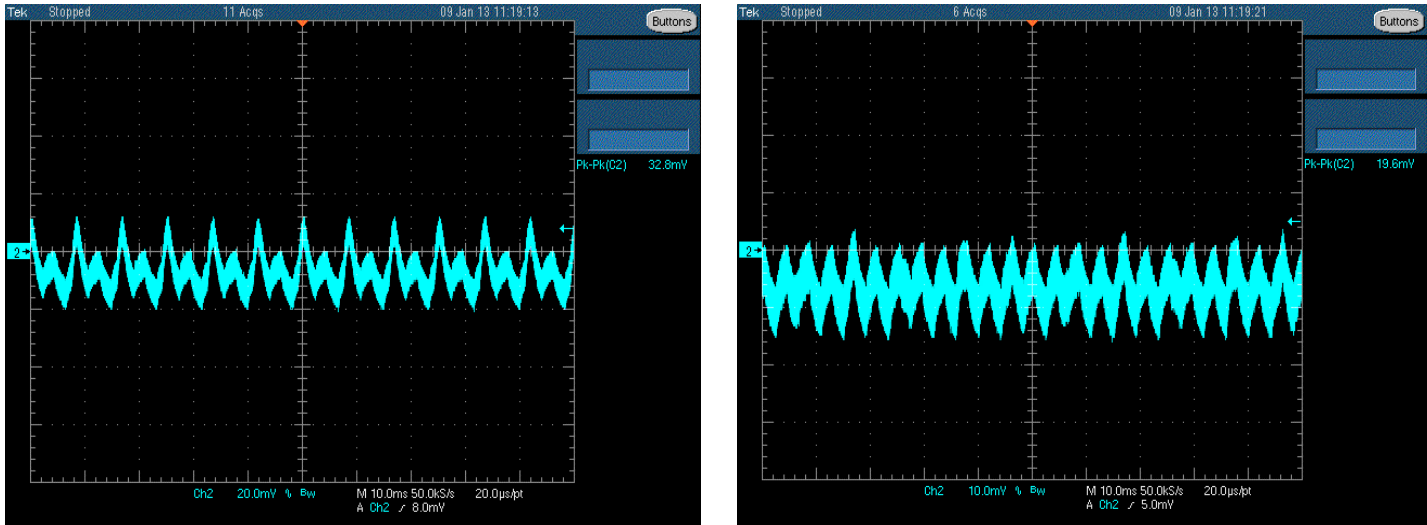 Tek Stopped 11 Acqs 09 Jan 13 11:19:13
Buttons
Pk-Pk(C2) 32.8mV
2
Ch2 20.0mV % Bw M 10.0ms 50.0kS/s 20.0µs/pt
A Ch2 ⁄ 8.0mV
Tek Stopped 6 Acqs 09 Jan 13 11:19:21
Buttons
Pk-Pk(C2) 19.6mV
2
Ch2 10.0mV % Bw M 10.0ms 50.0kS/s 20.0µs/pt
A Ch2 ⁄ 5.0mV